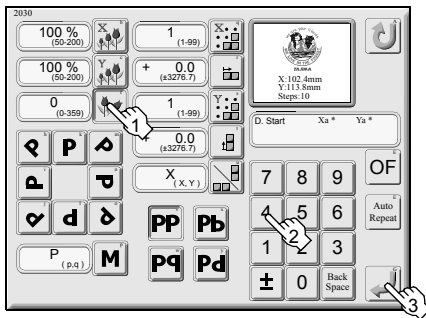 2030
100 %
(50-200)
X
1
(1-99)
X
100 %
(50-200)
Y
+ 0.0
(±3276.7)
0
(0-359)
1
(1-99)
Y
+ 0.0
(±3276.7)
X
(X, Y)
P P P
P P
P P P
P
(p,q)
M
PP Pb
Pq Pd
TAJIMA
X:102.4mm
Y:113.8mm
Steps:10
D. Start Xa * Ya *
7 8 9
4 5 6
1 2 3
± 0 Back
Space
OF
Auto
Repeat
1
2
3